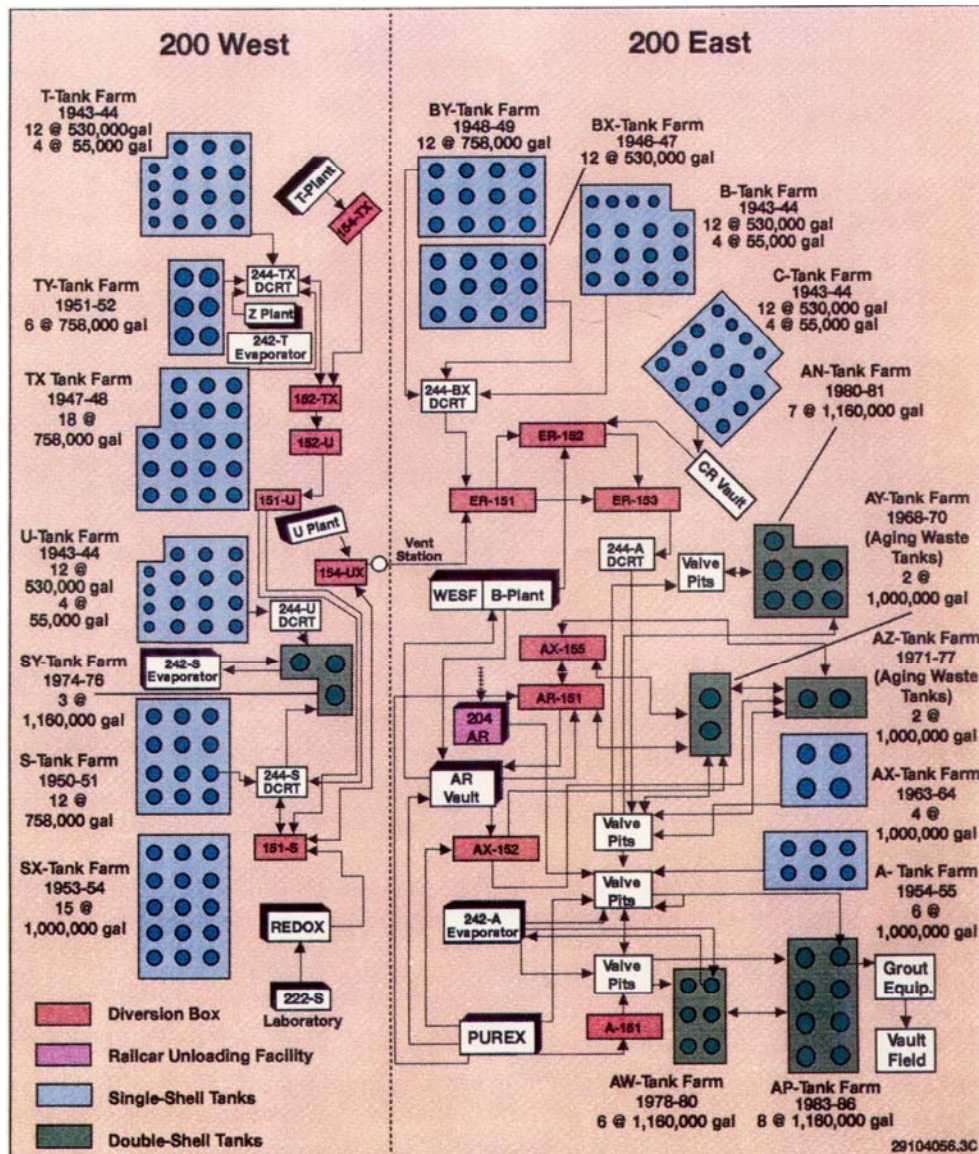 200 West
T-Tank Farm
1943-44
12 @ 530,000gal
4 @ 55,000 gal
T-Plant
154-TX
TY-Tank Farm
1951-52
6 @ 758,000 gal
244-TX
DCRT
Z Plant
242-T
Evaporator
TX Tank Farm
1947-48
18 @
758,000 gal
152-TX
152-U
151-U
U Plant
154-UX
Vent
Station
U-Tank Farm
1943-44
12 @
530,000 gal
4 @
55,000 gal
244-U
DCRT
242-S
Evaporator
SY-Tank Farm
1974-76
3 @
1,160,000 gal
S-Tank Farm
1950-51
12 @
758,000 gal
244-S
DCRT
151-S
SX-Tank Farm
1953-54
15 @
1,000,000 gal
REDOX
222-S
Laboratory
Diversion Box
Railcar Unloading Facility
Single-Shell Tanks
Double-Shell Tanks
200 East
BY-Tank Farm
1948-49
12 @ 758,000 gal
BX-Tank Farm
1946-47
12 @ 530,000 gal
B-Tank Farm
1943-44
12 @ 530,000 gal
4 @ 55,000 gal
C-Tank Farm
1943-44
12 @ 530,000 gal
4 @ 55,000 gal
AN-Tank Farm
1980-81
7 @ 1,160,000 gal
244-BX
DCRT
ER-152
ER-151
ER-153
CR Vault
244-A
DCRT
Valve
Pits
AY-Tank Farm
1968-70
(Aging Waste
Tanks)
2 @
1,000,000 gal
WESF
B-Plant
AX-155
AR-151
204
AR
AZ-Tank Farm
1971-77
(Aging Waste
Tanks)
2 @
1,000,000 gal
AR
Vault
AX-152
Valve
Pits
AX-Tank Farm
1963-64
4 @
1,000,000 gal
Valve
Pits
A- Tank Farm
1954-55
6 @
1,000,000 gal
242-A
Evaporator
Valve
Pits
PUREX
A-151
Grout
Equip.
Vault
Field
AW-Tank Farm
1978-80
6 @ 1,160,000 gal
AP-Tank Farm
1983-86
8 @ 1,160,000 gal
29104056.3C